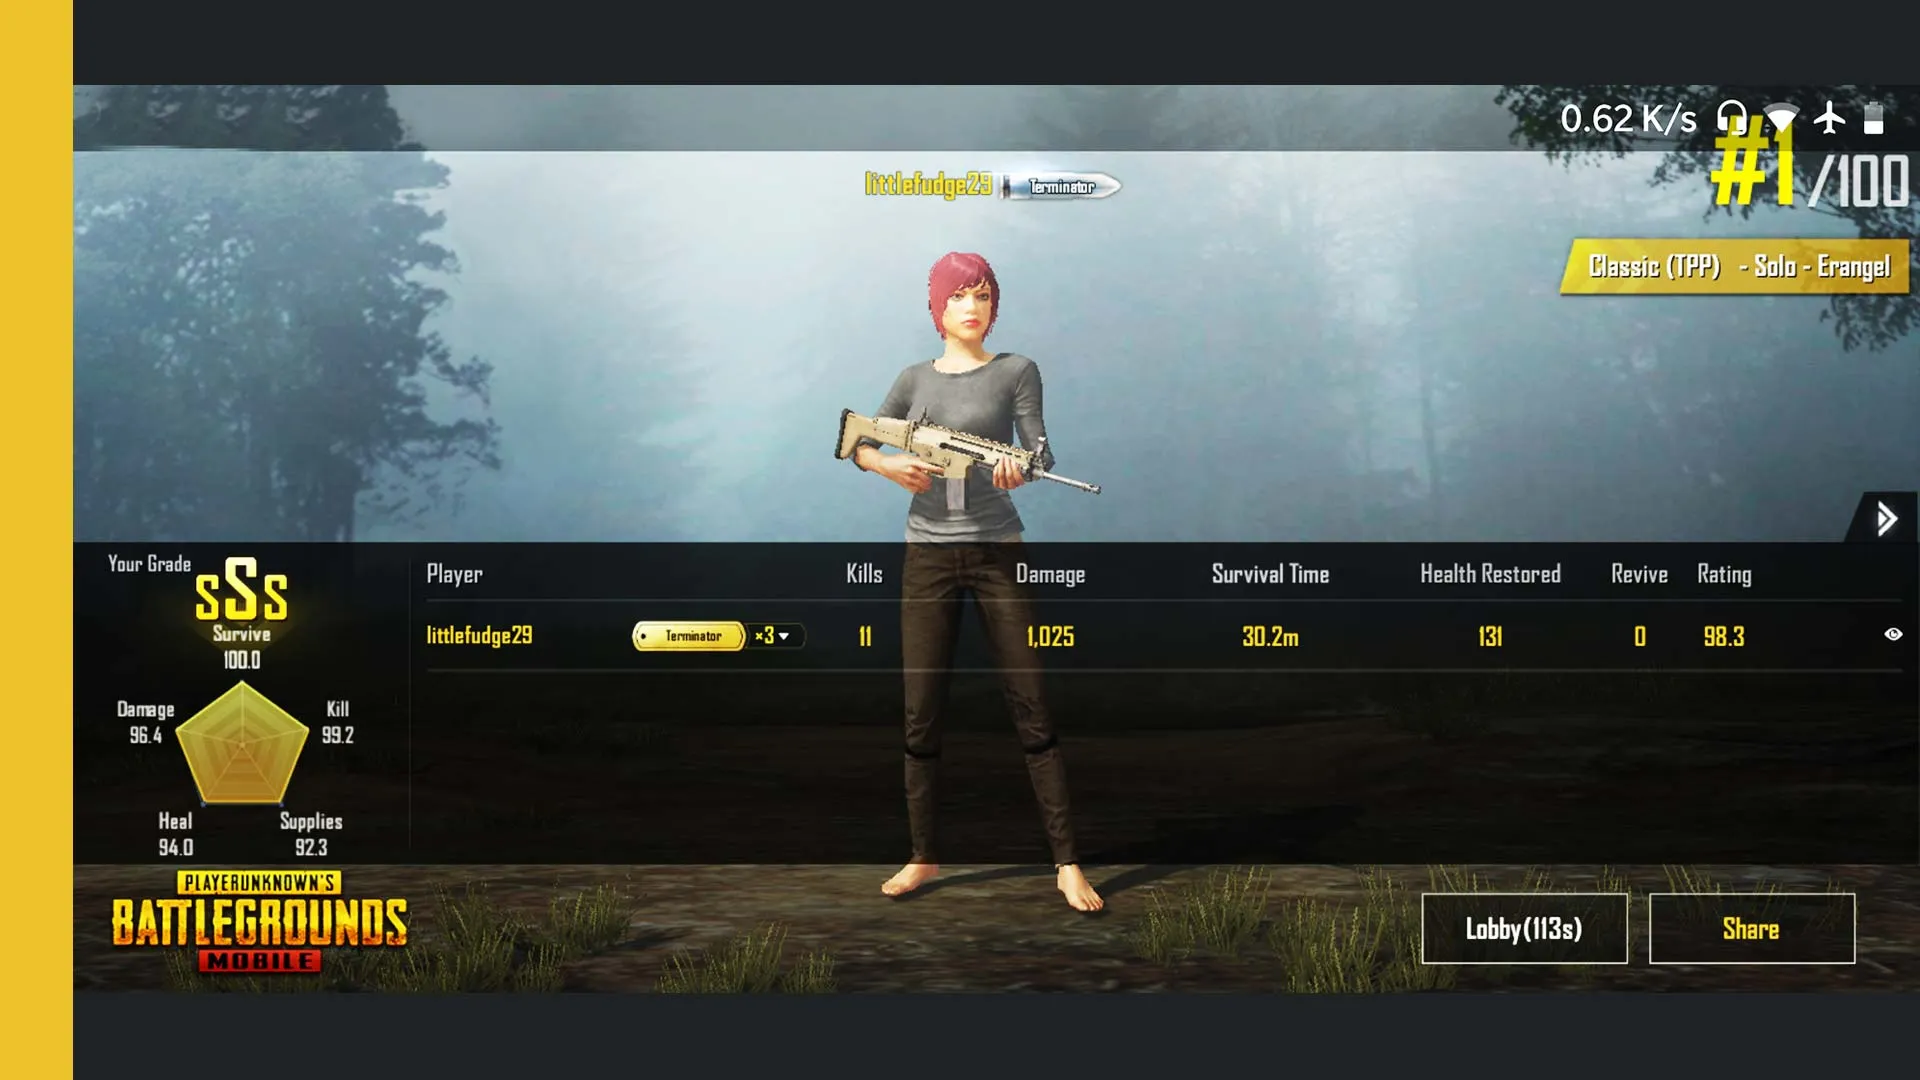 0.62 K/s
#1 /100
littlefudge29 Terminator
Classic (TPP) - Solo - Erangel
Your Grade
SSS
Survive
100.0
Damage
96.4
Kill
99.2
Heal
94.0
Supplies
92.3
Player Kills Damage Survival Time Health Restored Revive Rating
littlefudge29 Terminator ×3 11 1,025 30.2m 131 0 98.3
PLAYERUNKNOWN'S
BATTLEGROUNDS
MOBILE
Lobby(113s)
Share